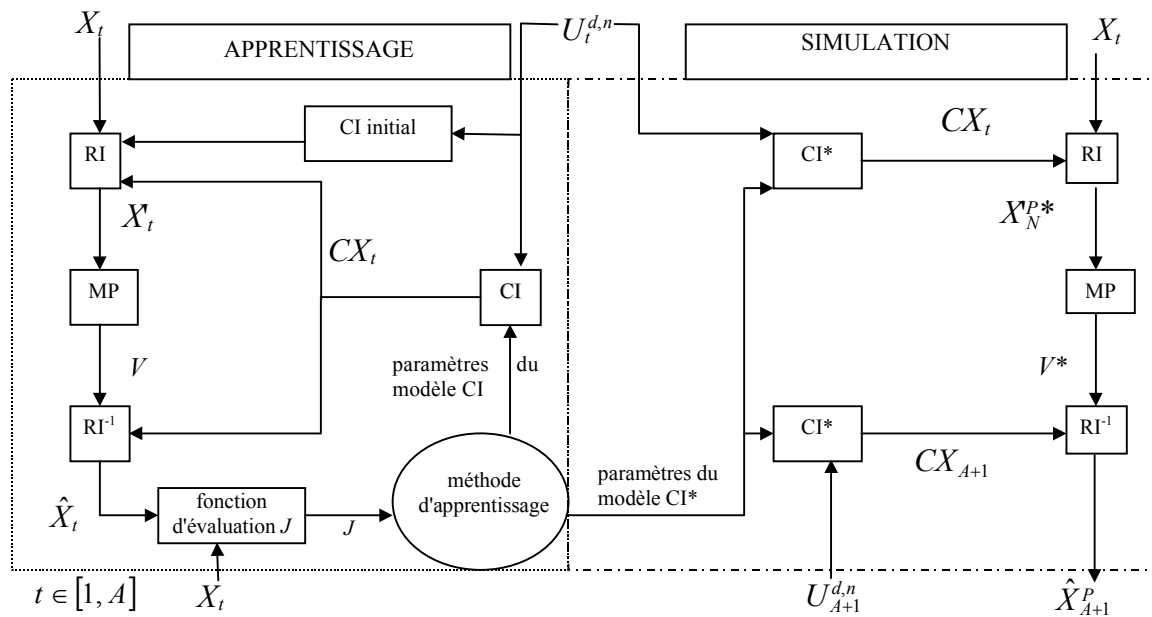 X_t
APPRENTISSAGE
U_t^{d,n}
SIMULATION
X_t
CI initial
RI
CX_t
CI*
RI
X'_t
X'^P_N*
CX_t
MP
CI
MP
V
paramètres du
modèle CI
V*
RI^{-1}
CI*
RI^{-1}
CX_{A+1}
méthode
d'apprentissage
paramètres du
modèle CI*
X̂_t
fonction
d'évaluation J
J
t ∈ [1, A]
X_t
U_{A+1}^{d,n}
X̂_{A+1}^P